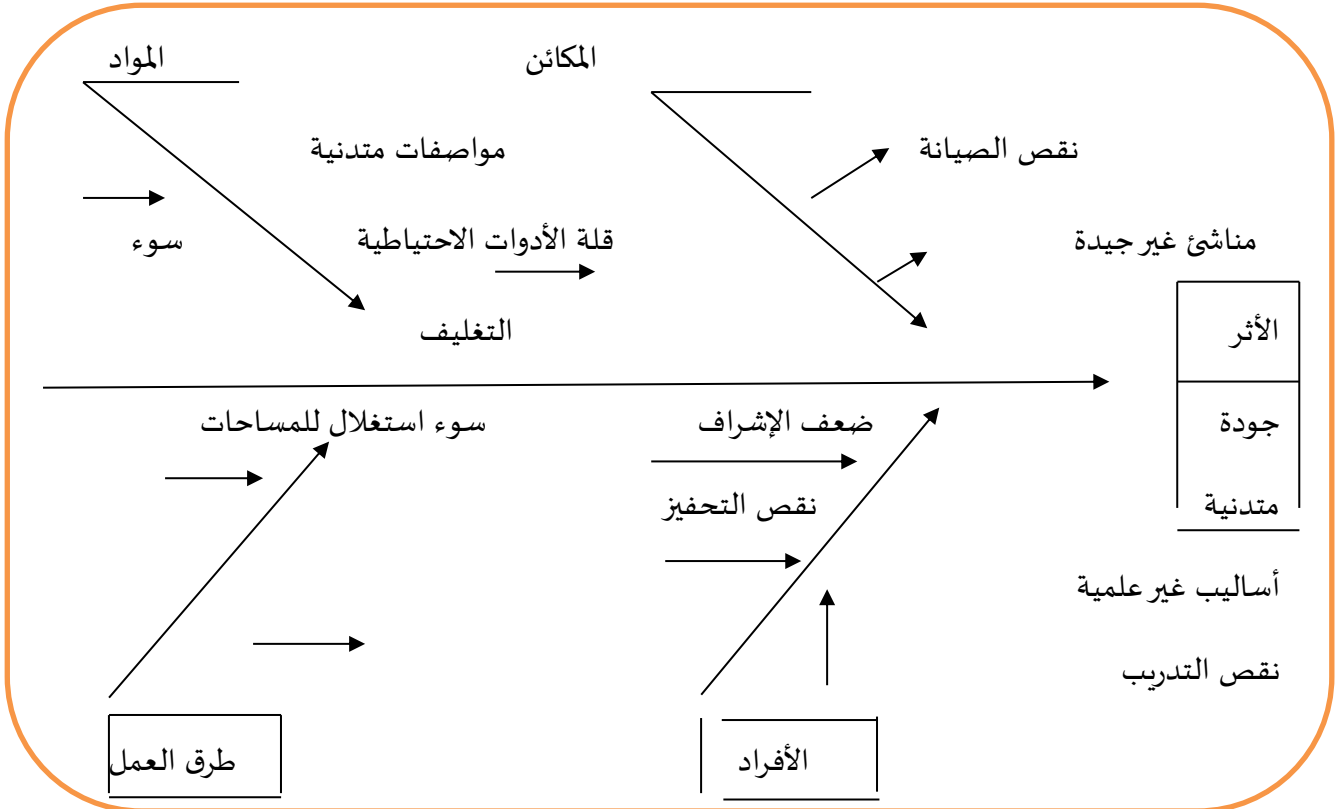 المكائن المواد
نقص الصيانة مواصفات متدنية
مناشئ غير جيدة قلة الأدوات الاحتياطية سوء
الأثر التغليف
جودة ضعف الإشراف سوء استغلال للمساحات
متدنية نقص التحفيز
أساليب غير علمية
نقص التدريب
الأفراد طرق العمل